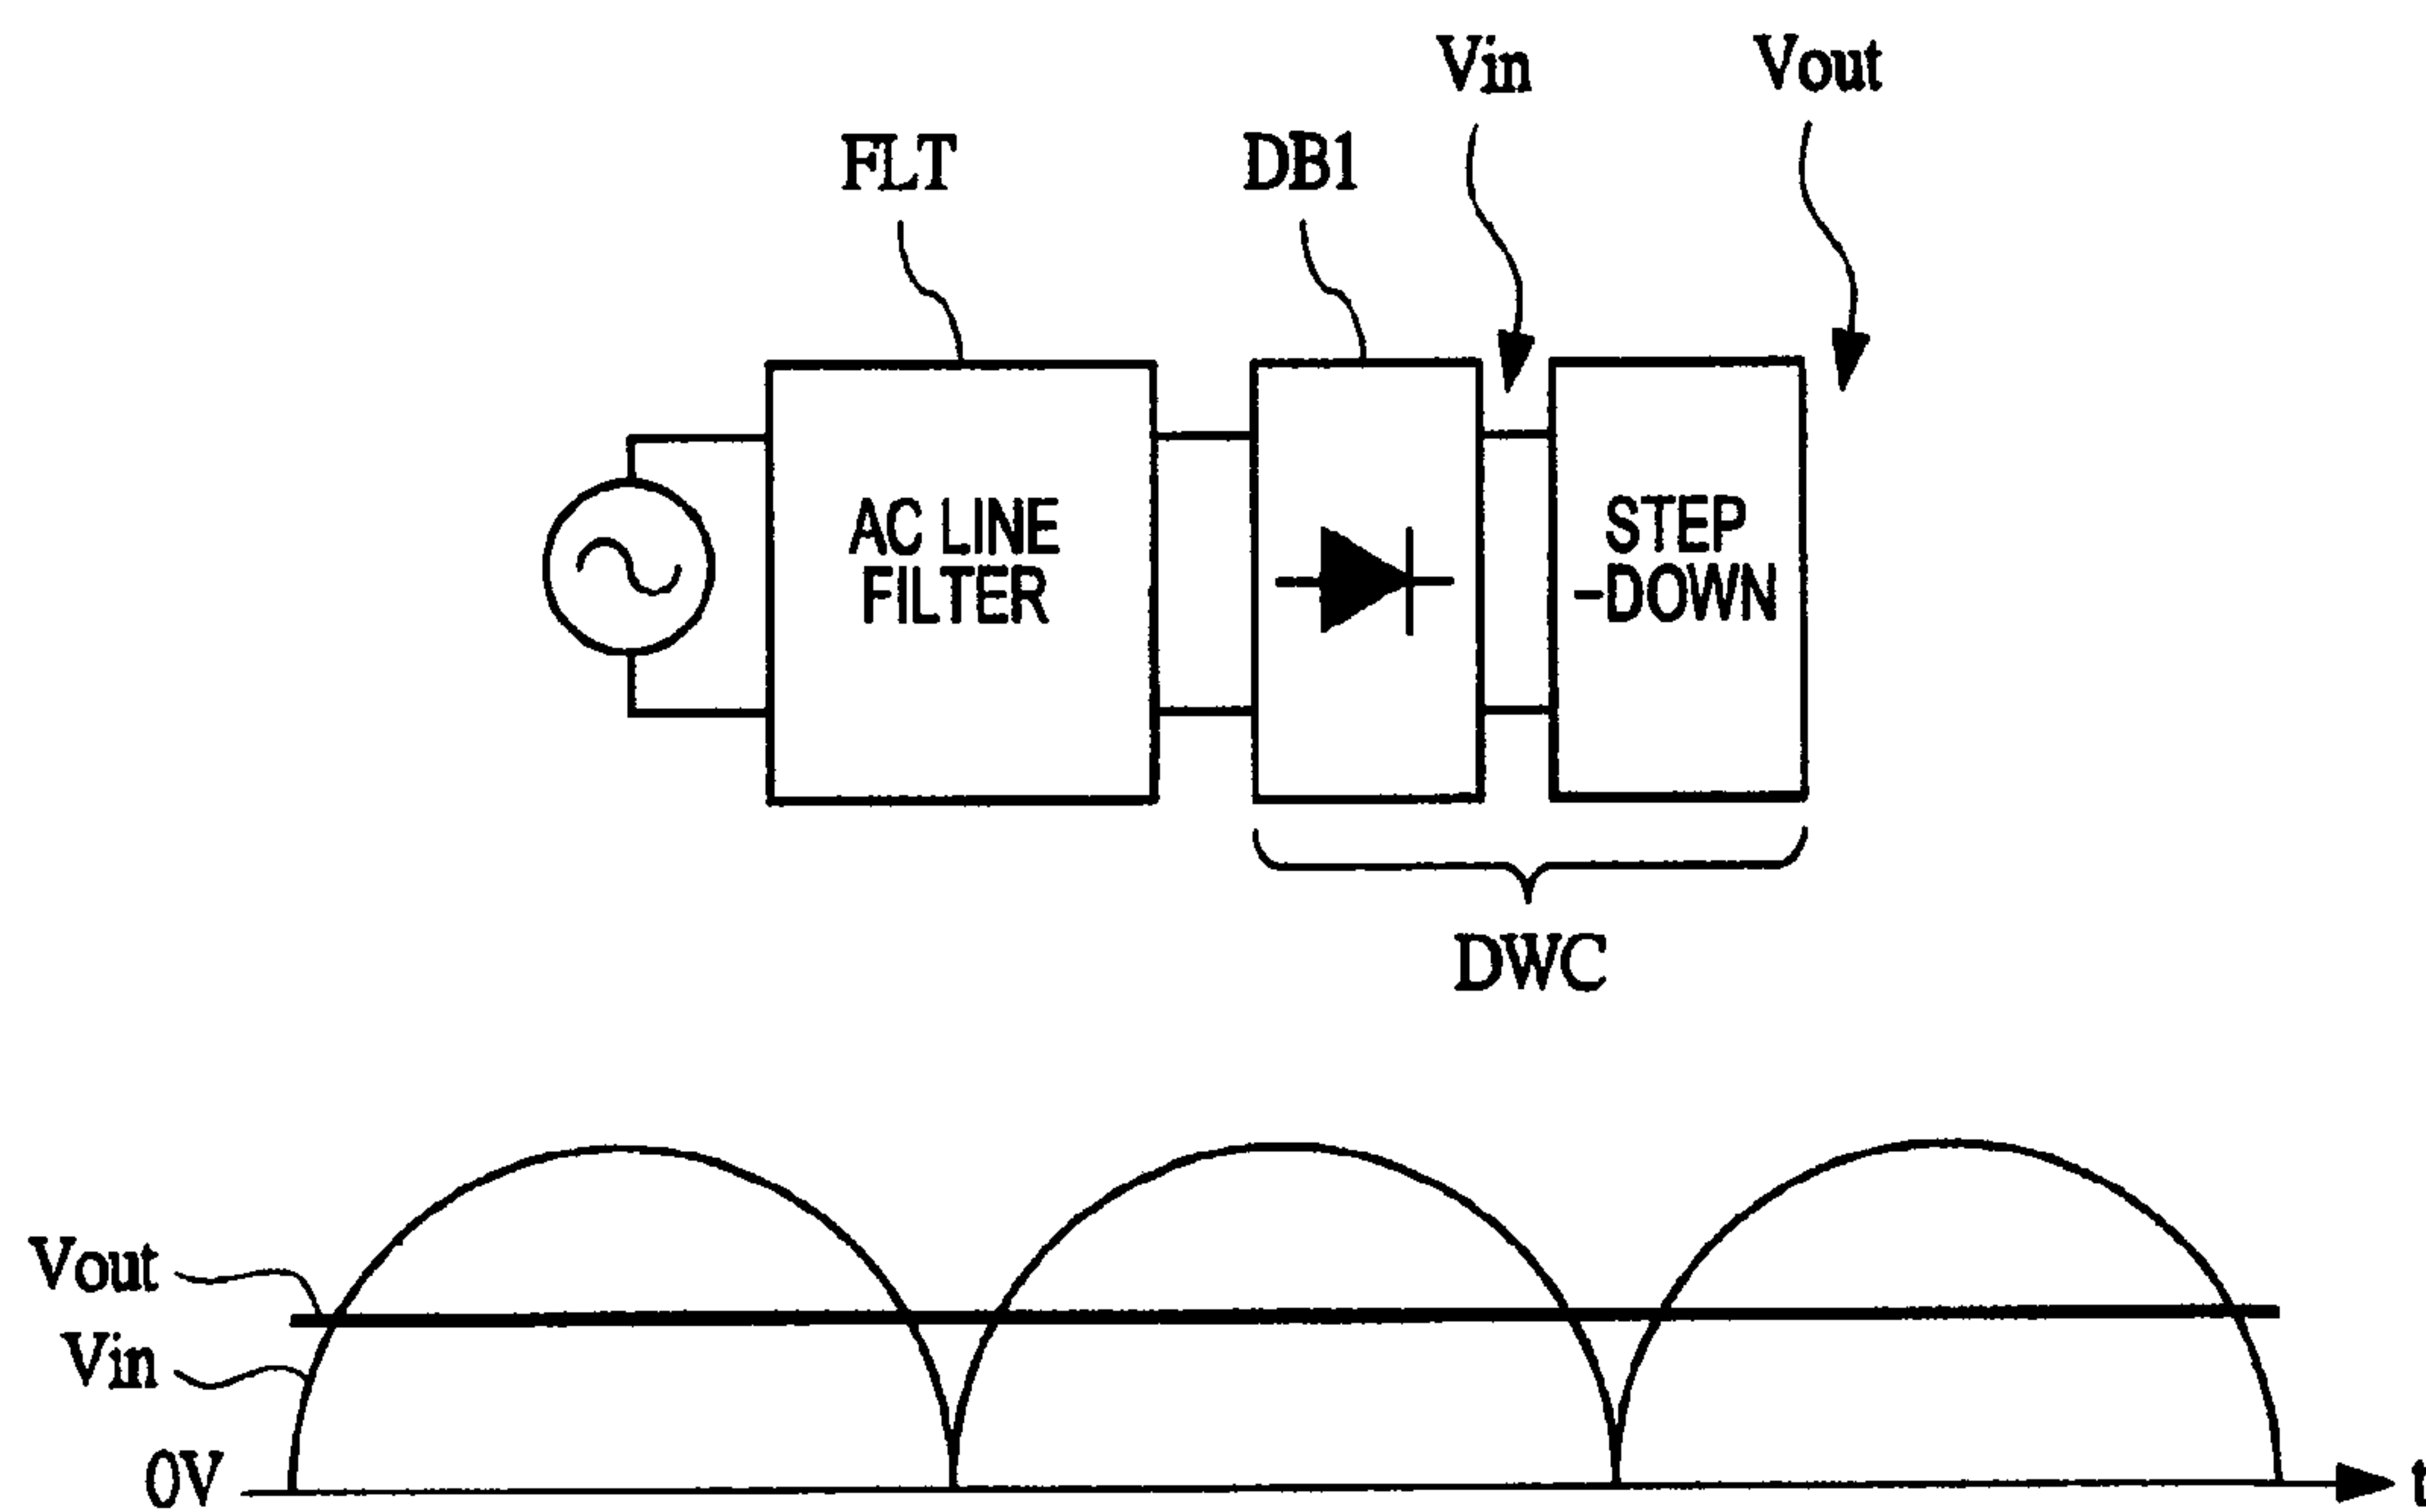 Vin
Vout
FLT
DB1
AC LINE
FILTER
STEP
-DOWN
DWC
Vout
Vin
0V
t